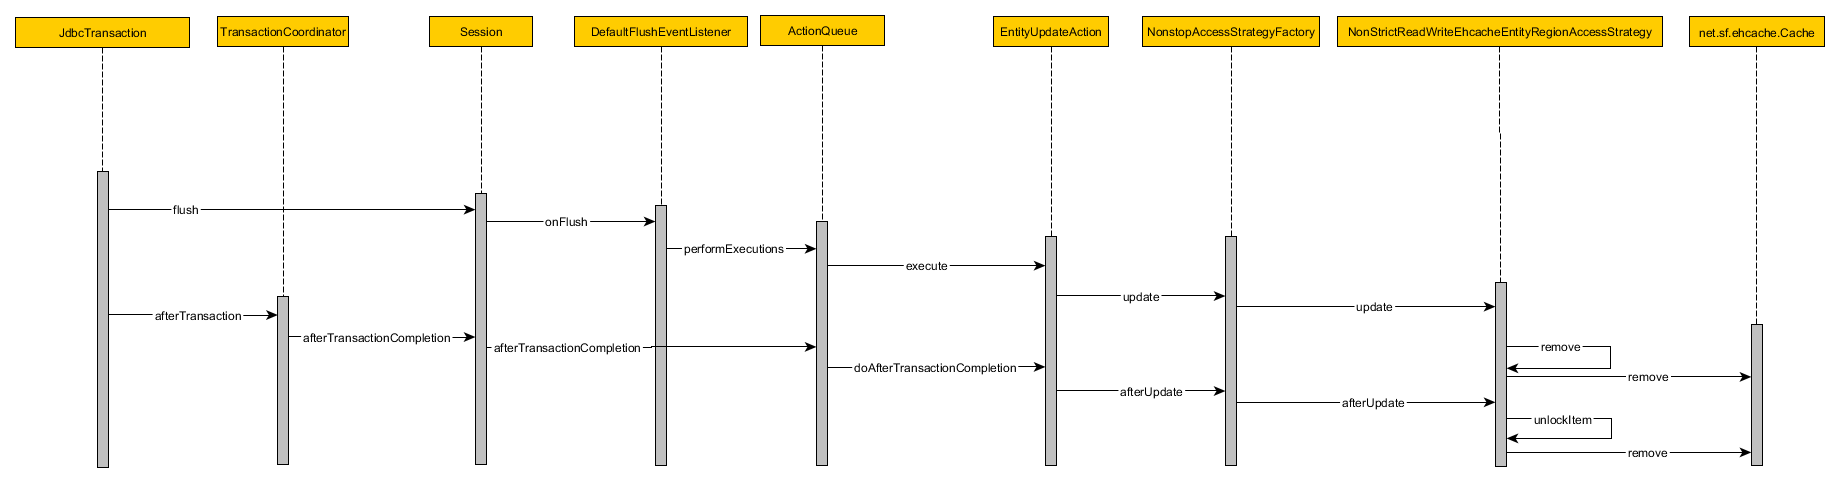 JdbcTransaction
TransactionCoordinator
Session
DefaultFlushEventListener
ActionQueue
EntityUpdateAction
NonstopAccessStrategyFactory
NonStrictReadWriteEhcacheEntityRegionAccessStrategy
net.sf.ehcache.Cache
flush
onFlush
performExecutions
execute
update
update
afterTransaction
afterTransactionCompletion
afterTransactionCompletion
remove
doAfterTransactionCompletion
remove
afterUpdate
afterUpdate
unlockItem
remove